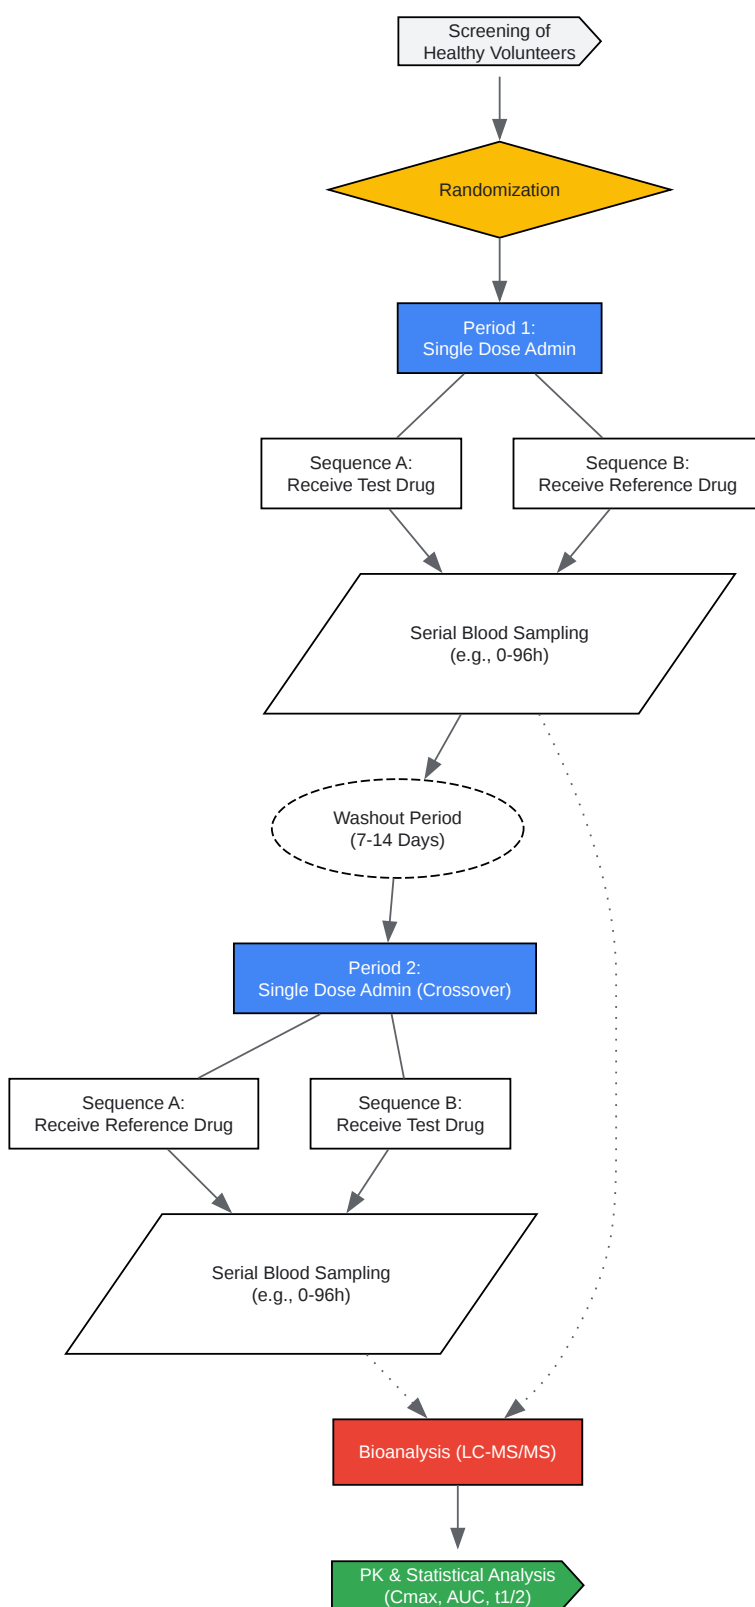 Screening of
Healthy Volunteers
Randomization
Period 1:
Single Dose Admin
Sequence A:
Receive Test Drug
Sequence B:
Receive Reference Drug
Serial Blood Sampling
(e.g., 0-96h)
Washout Period
(7-14 Days)
Period 2:
Single Dose Admin (Crossover)
Sequence A:
Receive Reference Drug
Sequence B:
Receive Test Drug
Serial Blood Sampling
(e.g., 0-96h)
Bioanalysis (LC-MS/MS)
PK & Statistical Analysis
(Cmax, AUC, t1/2)